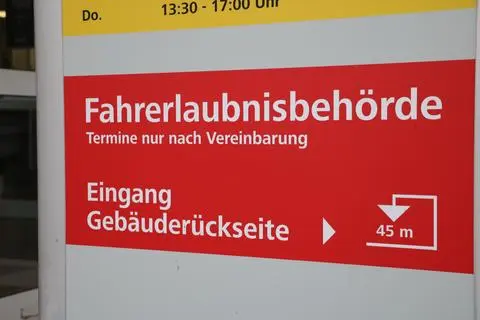 Do. 13:30 - 17:00 Uhr
Fahrerlaubnisbehörde
Termine nur nach Vereinbarung
Eingang
Gebäuderückseite
45 m